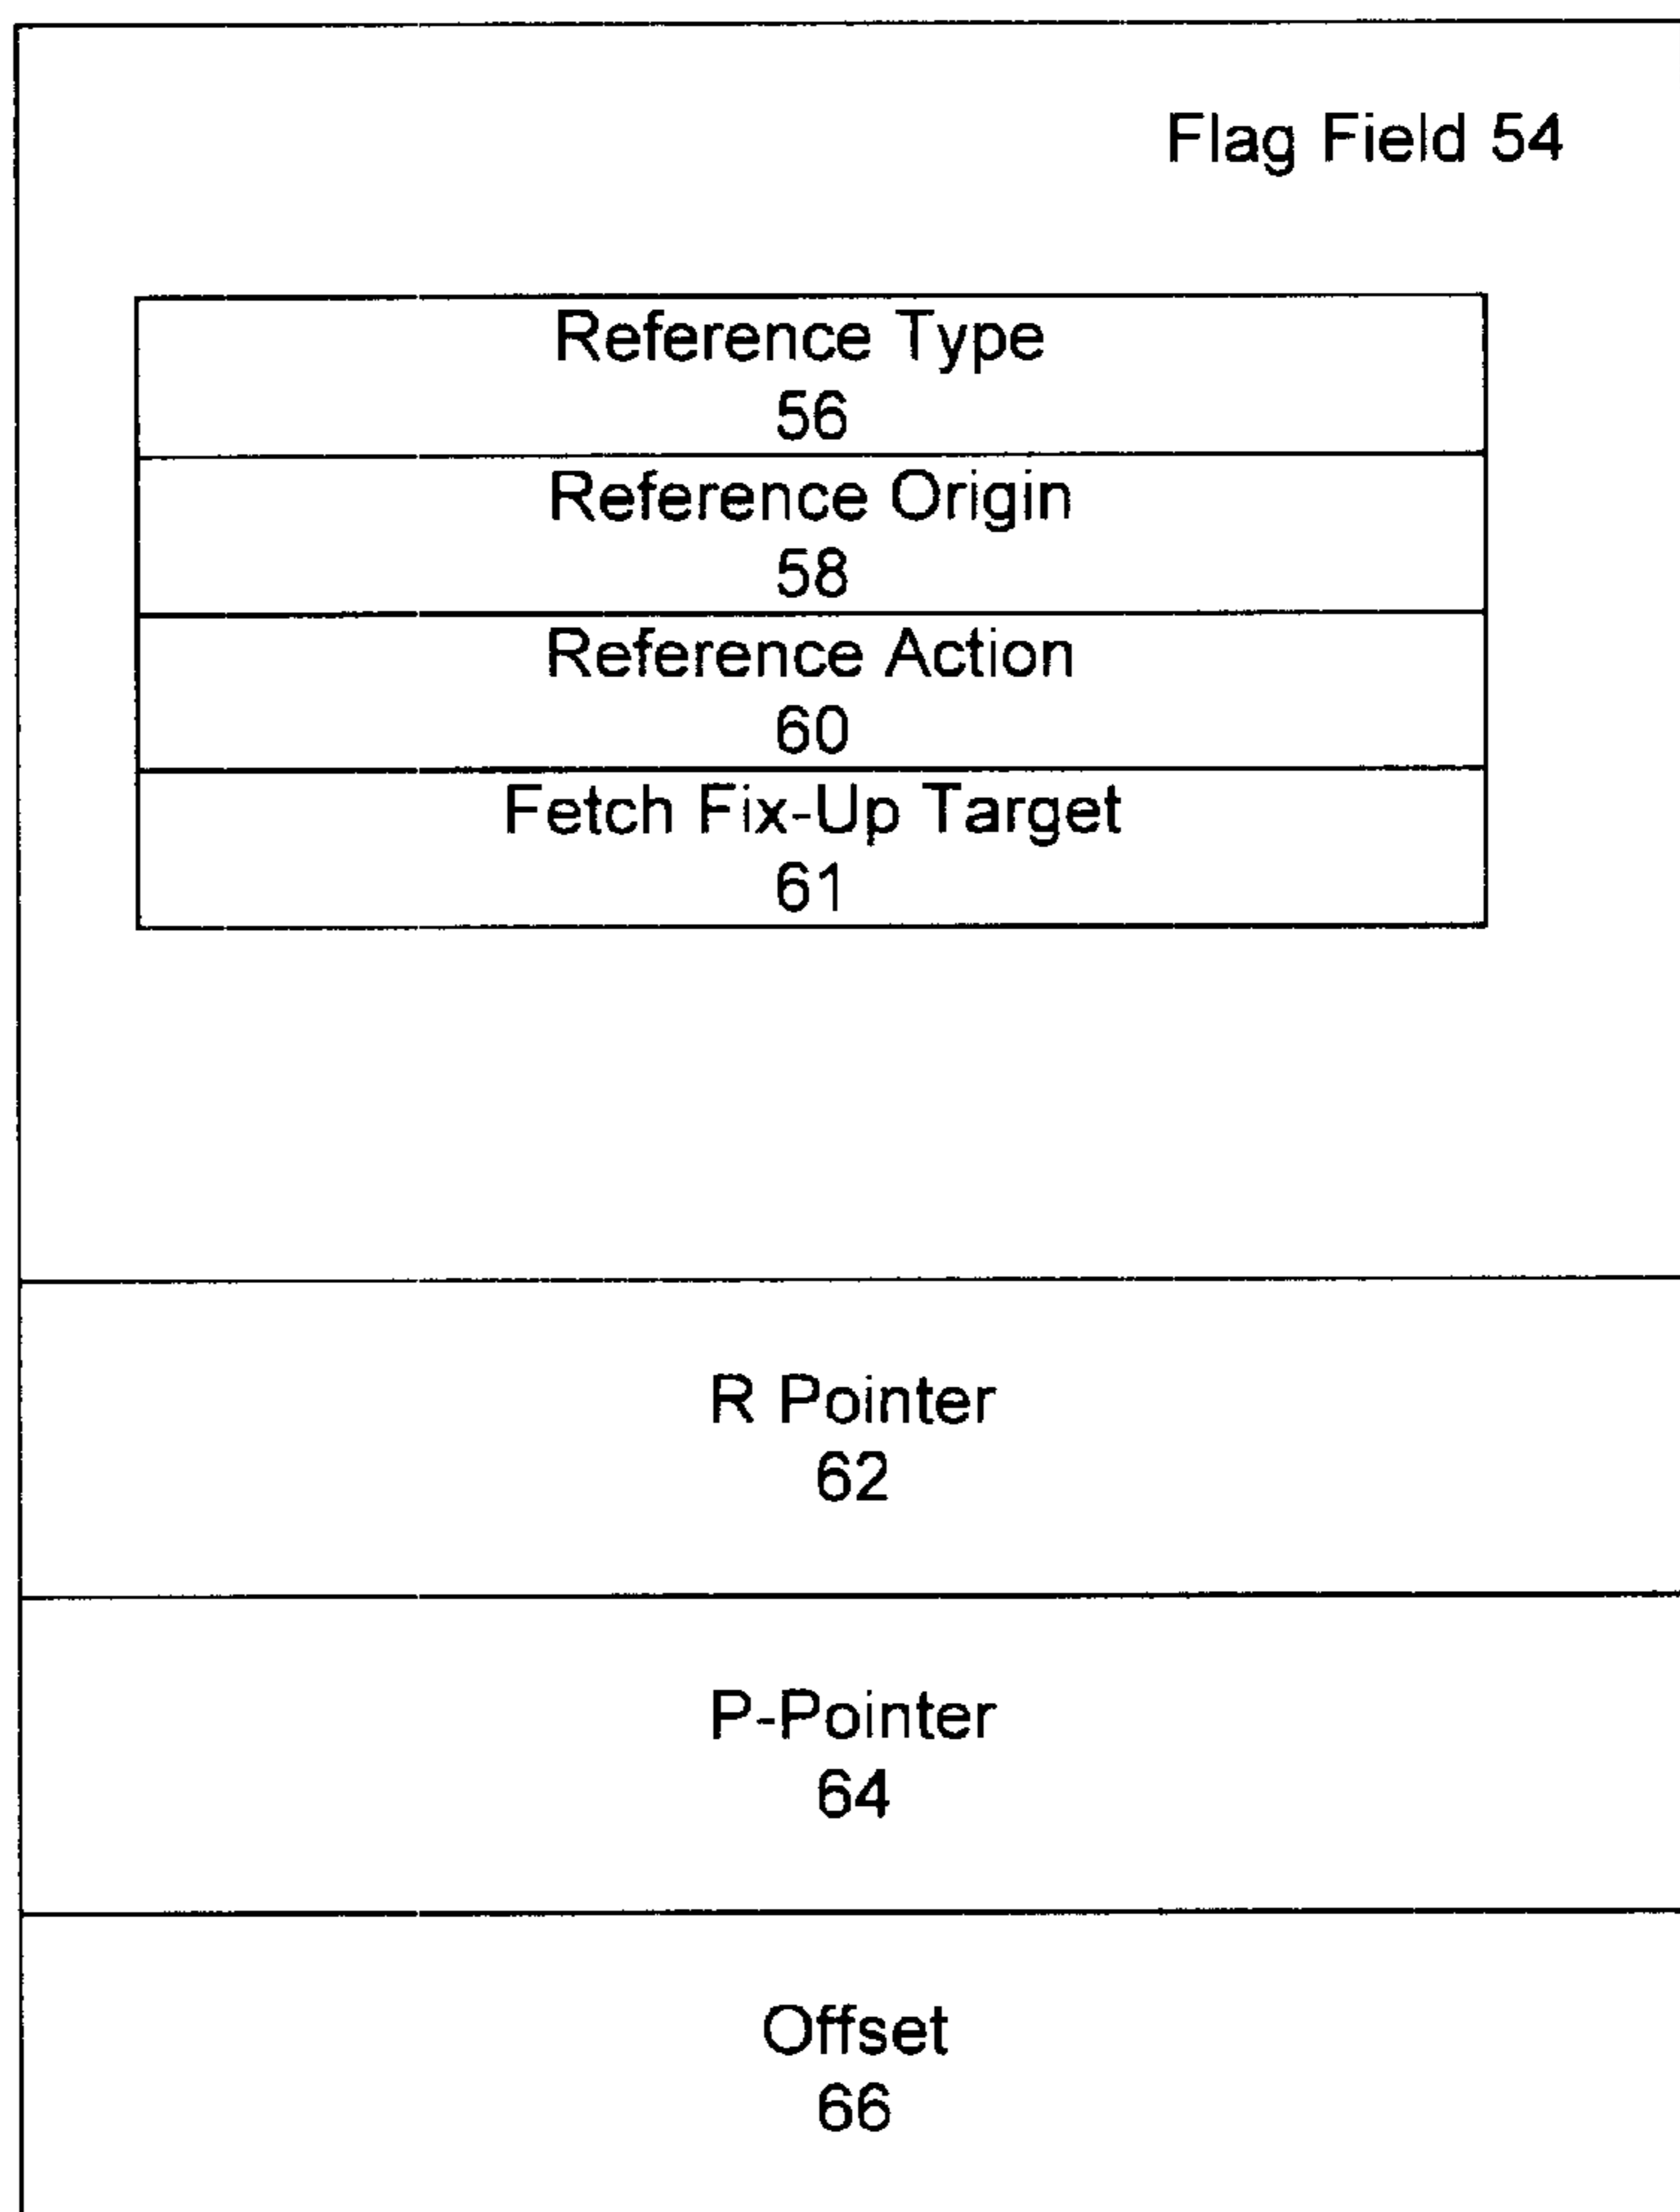 Flag Field 54
Reference Type
56
Reference Origin
58
Reference Action
60
Fetch Fix-Up Target
61
R Pointer
62
P-Pointer
64
Offset
66